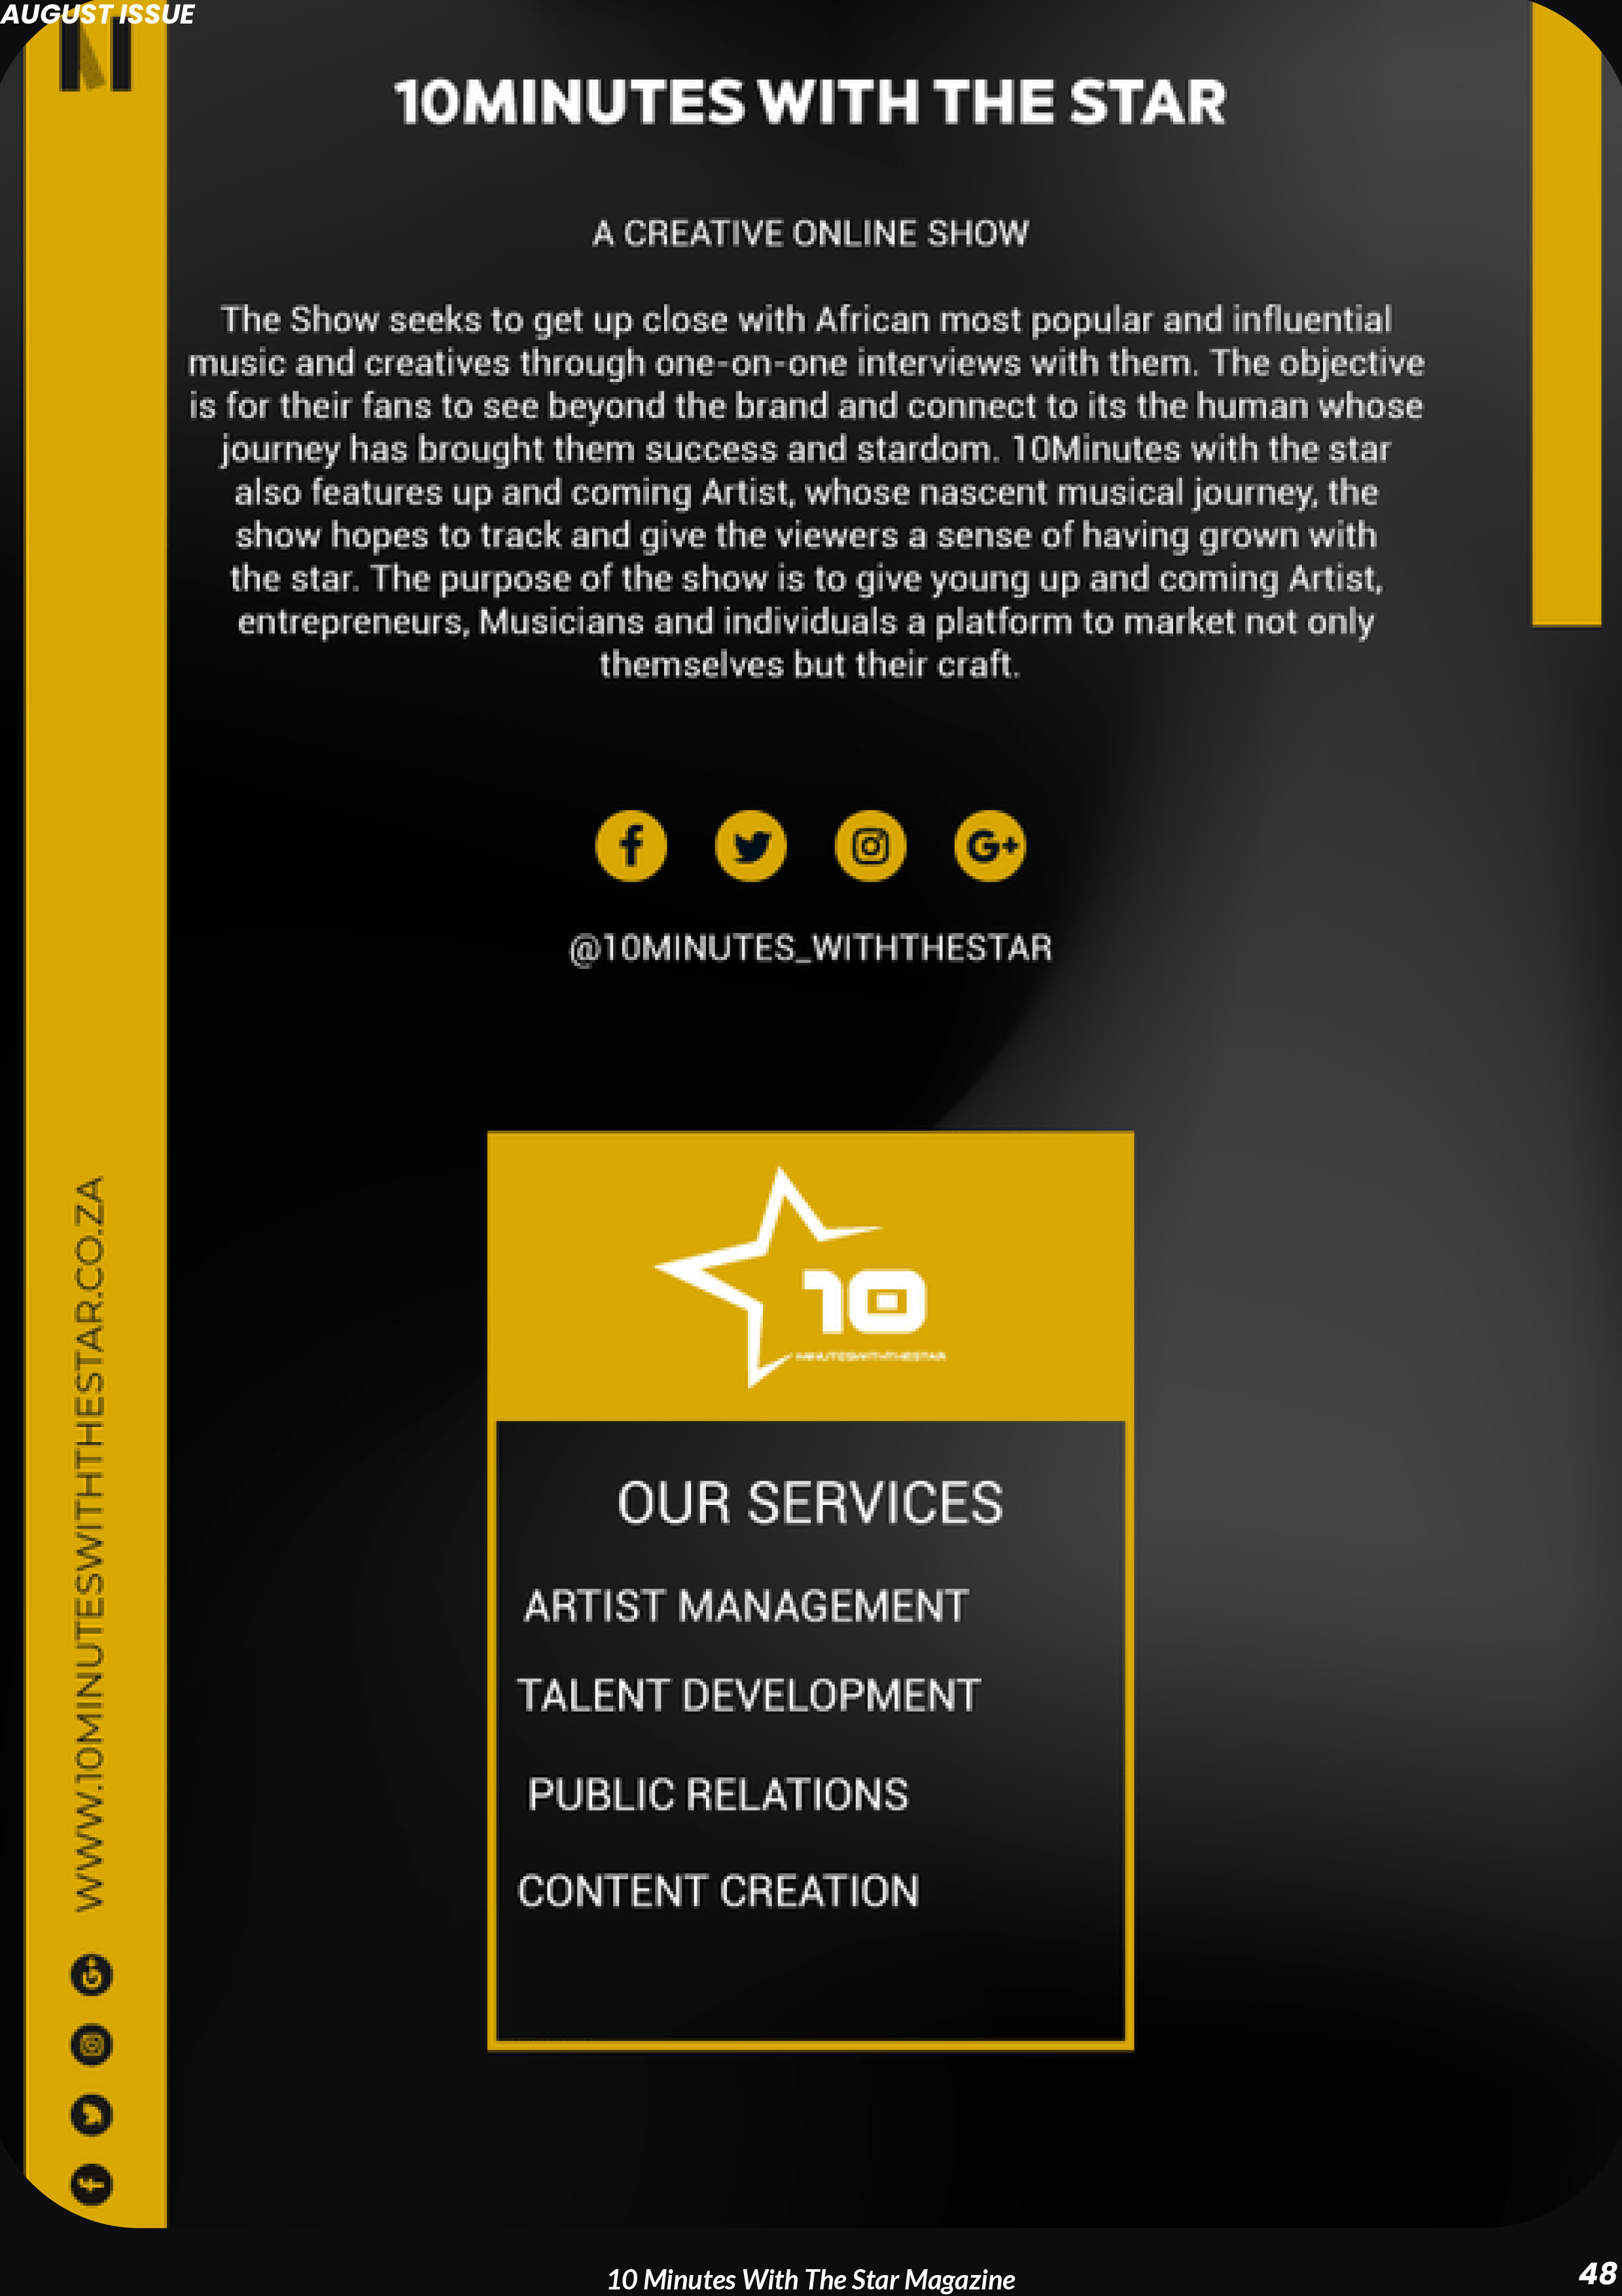 AUGUST ISSUE
10MINUTES WITH THE STAR
A CREATIVE ONLINE SHOW
The Show seeks to get up close with African most popular and influential
music and creatives through one-on-one interviews with them. The objective
is for their fans to see beyond the brand and connect to its the human whose
journey has brought them success and stardom. 10Minutes with the star
also features up and coming Artist, whose nascent musical journey, the
show hopes to track and give the viewers a sense of having grown with
the star. The purpose of the show is to give young up and coming Artist,
entrepreneurs, Musicians and individuals a platform to market not only
themselves but their craft.
@10MINUTES_WITHTHESTAR
WWW.10MINUTESWITHTHESTAR.CO.ZA
10
MINUTESWITHTHESTAR
OUR SERVICES
ARTIST MANAGEMENT
TALENT DEVELOPMENT
PUBLIC RELATIONS
CONTENT CREATION
10 Minutes With The Star Magazine
48